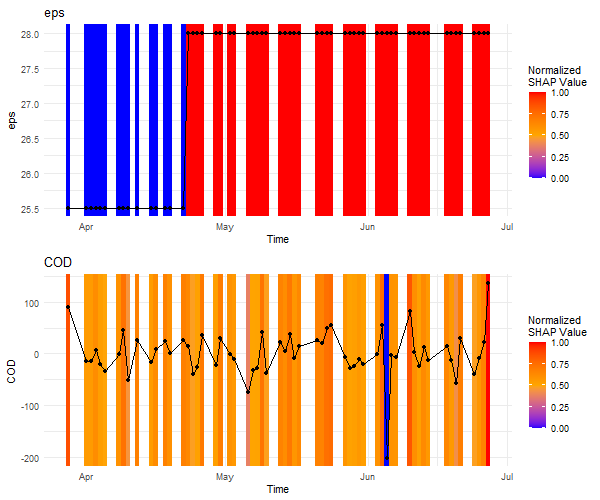 eps
28.0
27.5
27.0
26.5
26.0
25.5
eps
Apr
May
Jun
Jul
Time
Normalized
SHAP Value
1.00
0.75
0.50
0.25
0.00
COD
100
0
-100
-200
COD
Apr
May
Jun
Jul
Time
Normalized
SHAP Value
1.00
0.75
0.50
0.25
0.00